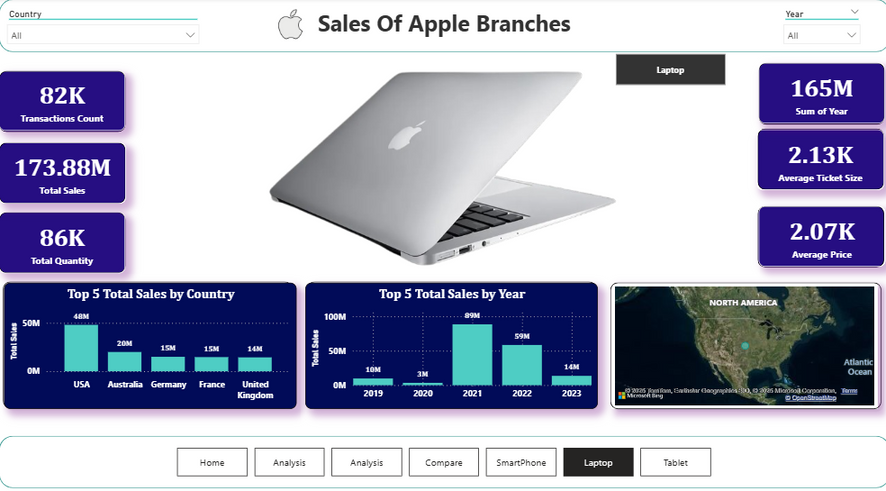 Country
All
Sales Of Apple Branches
Year
All
Laptop
82K
Transactions Count
173.88M
Total Sales
86K
Total Quantity
165M
Sum of Year
2.13K
Average Ticket Size
2.07K
Average Price
Top 5 Total Sales by Country
Total Sales
50M
0M
48M
20M
15M
15M
14M
USA
Australia
Germany
France
United
Kingdom
Top 5 Total Sales by Year
Total Sales
100M
50M
0M
10M
3M
89M
59M
14M
2019
2020
2021
2022
2023
NORTH AMERICA
Atlantic
Ocean
© 2025 TomTom, Earthstar Geographics SIO, © 2025 Microsoft Corporation, Terms
© OpenStreetMap
Microsoft Bing
Home
Analysis
Analysis
Compare
SmartPhone
Laptop
Tablet